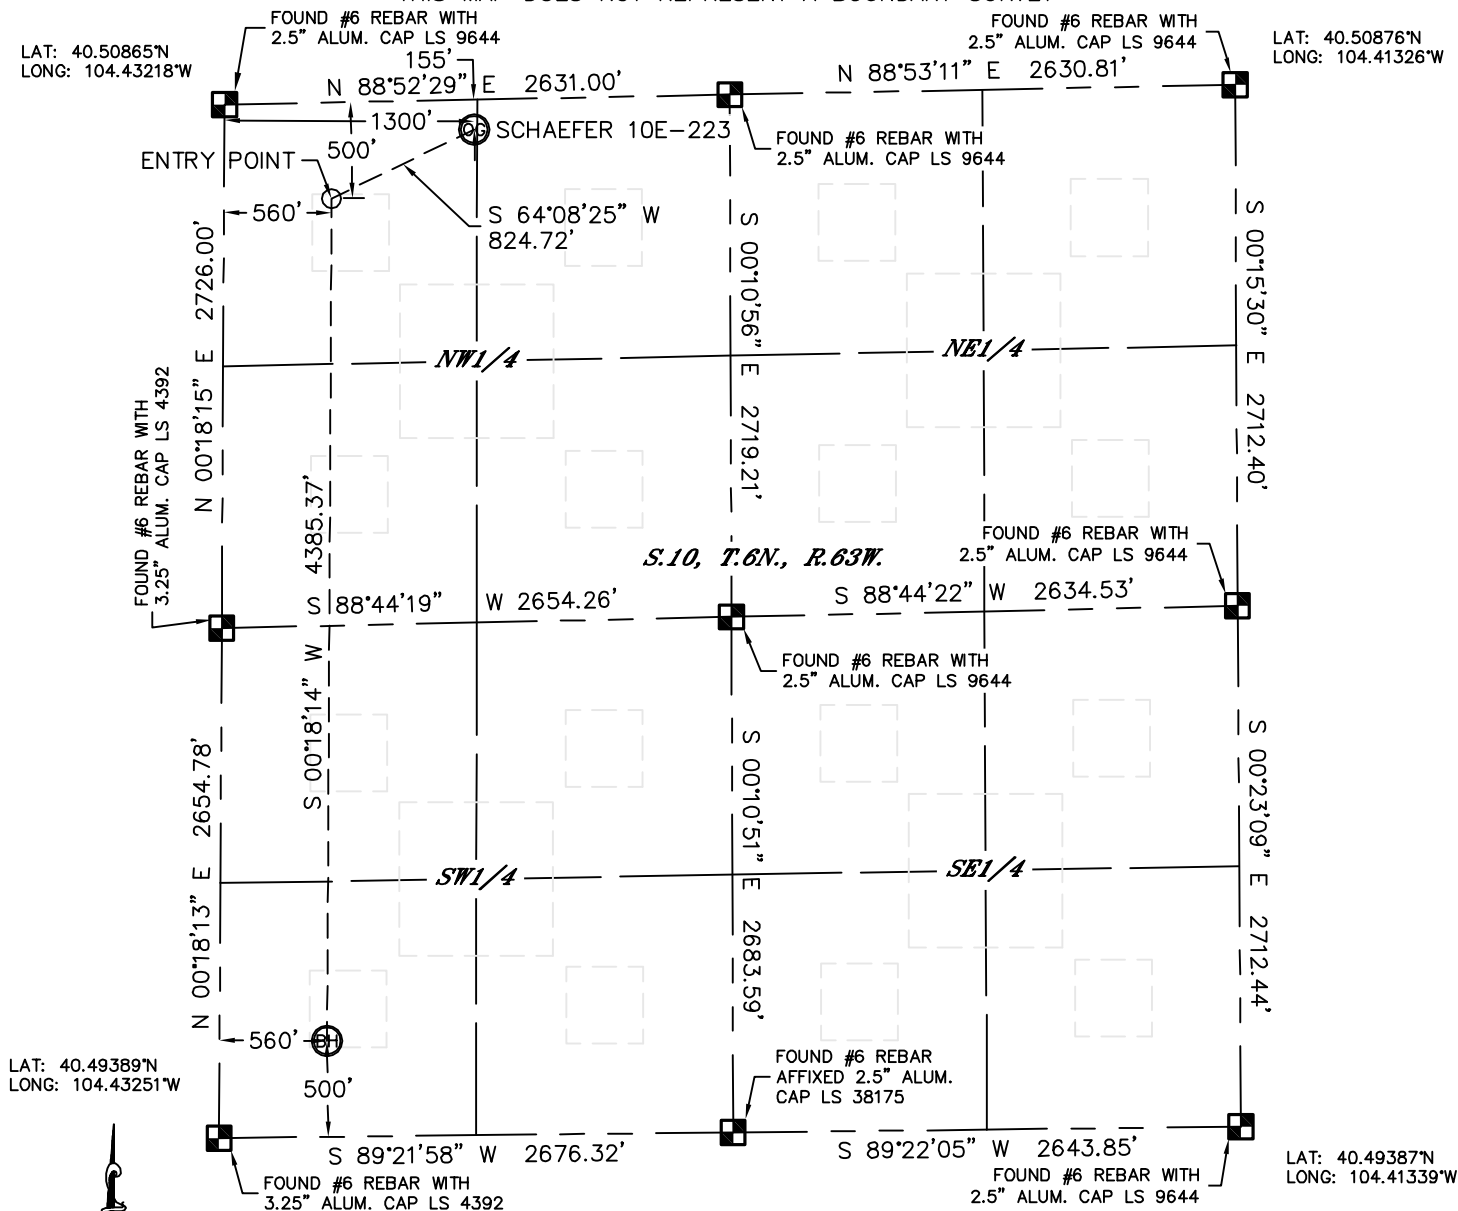 FOUND #6 REBAR WITH
2.5" ALUM. CAP LS 9644
FOUND #6 REBAR WITH
2.5" ALUM. CAP LS 9644
LAT: 40.50865°N
LONG: 104.43218°W
LAT: 40.50876°N
LONG: 104.41326°W
155'
N 88°52'29" E 2631.00'
N 88°53'11" E 2630.81'
1300'
OG SCHAEFER 10E-223
FOUND #6 REBAR WITH
2.5" ALUM. CAP LS 9644
500'
ENTRY POINT
560'
S 64°08'25" W
824.72'
N 00°18'15" E 2726.00'
S 00°10'56" E 2719.21'
S 00°15'30" E 2712.40'
NW1/4
NE1/4
FOUND #6 REBAR WITH
3.25" ALUM. CAP LS 4392
S 00°18'14" W 4385.37'
S.10, T.6N., R.63W.
FOUND #6 REBAR WITH
2.5" ALUM. CAP LS 9644
S 88°44'19" W 2654.26'
S 88°44'22" W 2634.53'
FOUND #6 REBAR WITH
2.5" ALUM. CAP LS 9644
N 00°18'13" E 2654.78'
S 00°10'51" E 2683.59'
S 00°23'09" E 2712.44'
SW1/4
SE1/4
560'
BH
500'
LAT: 40.49389°N
LONG: 104.43251°W
FOUND #6 REBAR
AFFIXED 2.5" ALUM.
CAP LS 38175
S 89°21'58" W 2676.32'
S 89°22'05" W 2643.85'
FOUND #6 REBAR WITH
3.25" ALUM. CAP LS 4392
FOUND #6 REBAR WITH
2.5" ALUM. CAP LS 9644
LAT: 40.49387°N
LONG: 104.41339°W